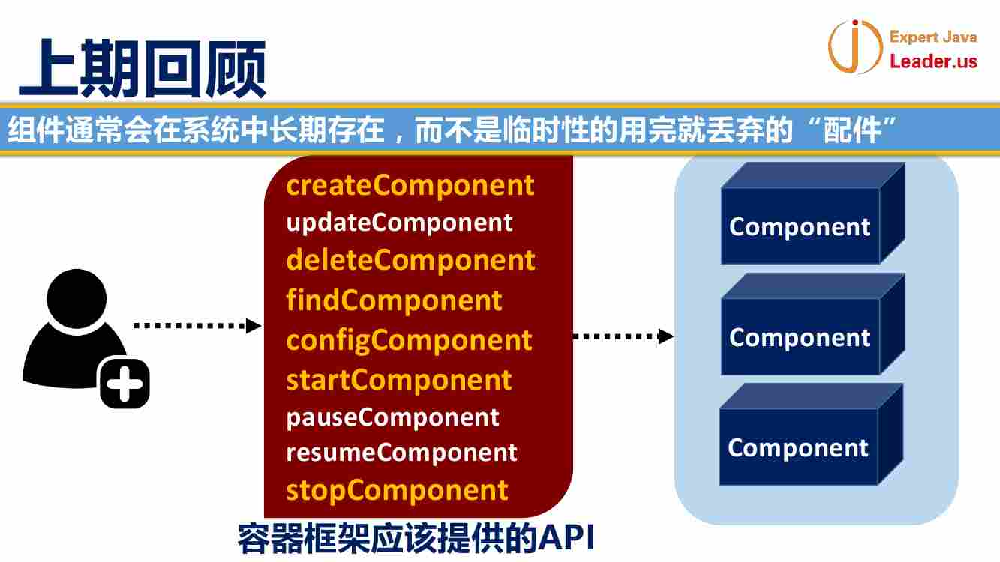 上期回顾
Expert Java
Leader.us
组件通常会在系统中长期存在，而不是临时性的用完就丢弃的“配件”
createComponent
updateComponent
deleteComponent
findComponent
configComponent
startComponent
pauseComponent
resumeComponent
stopComponent
Component
Component
Component
容器框架应该提供的API